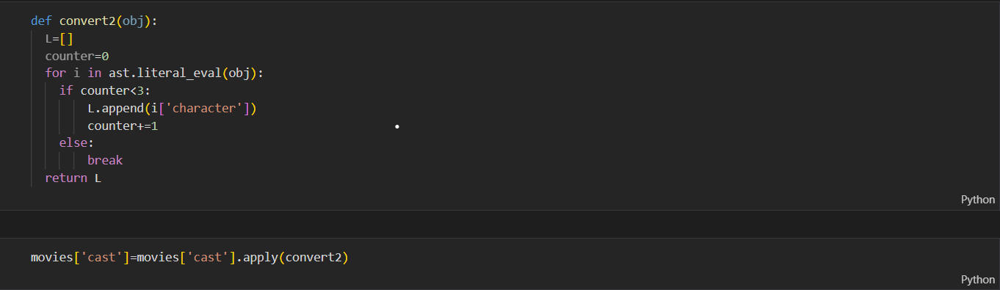 def convert2(obj):
  L=[]
  counter=0
  for i in ast.literal_eval(obj):
    if counter<3:
        L.append(i['character'])
        counter+=1
    else:
        break
  return L
Python
movies['cast']=movies['cast'].apply(convert2)
Python